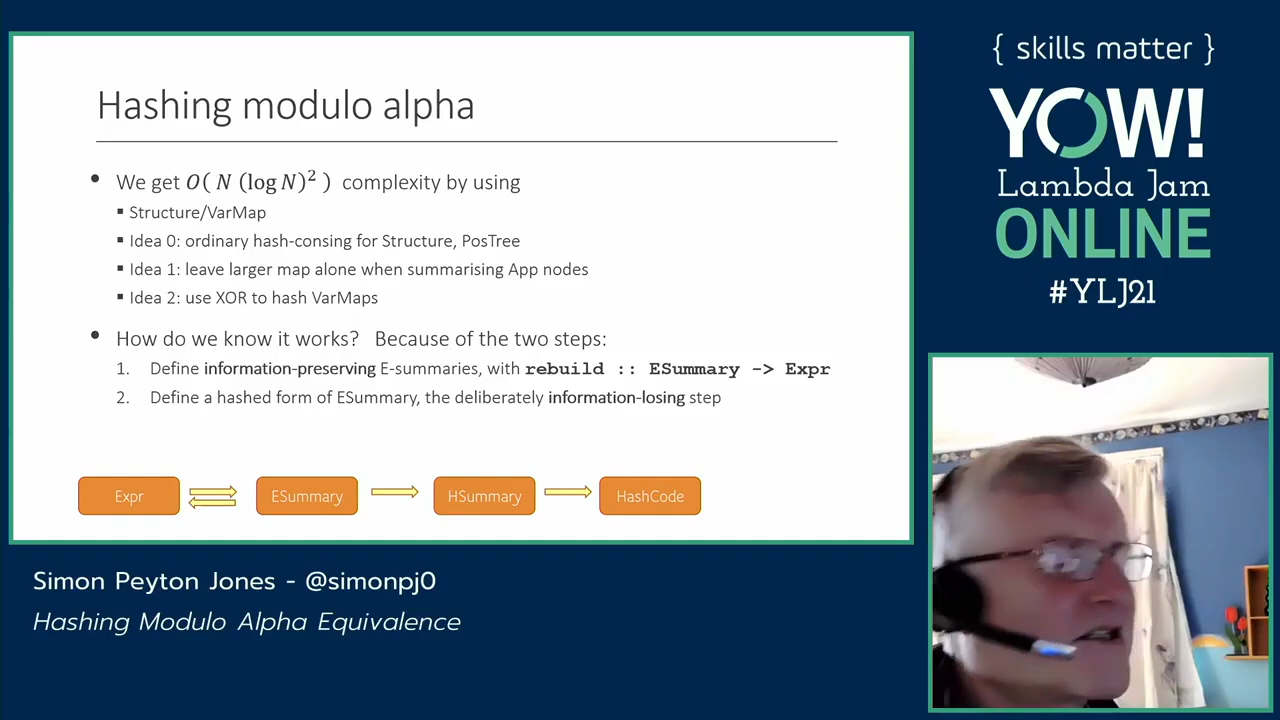 Hashing modulo alpha
• We get O( N (log N)² ) complexity by using
▪ Structure/VarMap
▪ Idea 0: ordinary hash-consing for Structure, PosTree
▪ Idea 1: leave larger map alone when summarising App nodes
▪ Idea 2: use XOR to hash VarMaps
• How do we know it works? Because of the two steps:
1. Define information-preserving E-summaries, with rebuild :: ESummary -> Expr
2. Define a hashed form of ESummary, the deliberately information-losing step
Expr ESummary HSummary HashCode
Simon Peyton Jones - @simonpj0
Hashing Modulo Alpha Equivalence
{ skills matter }
YOW!
Lambda Jam
ONLINE
#YLJ21